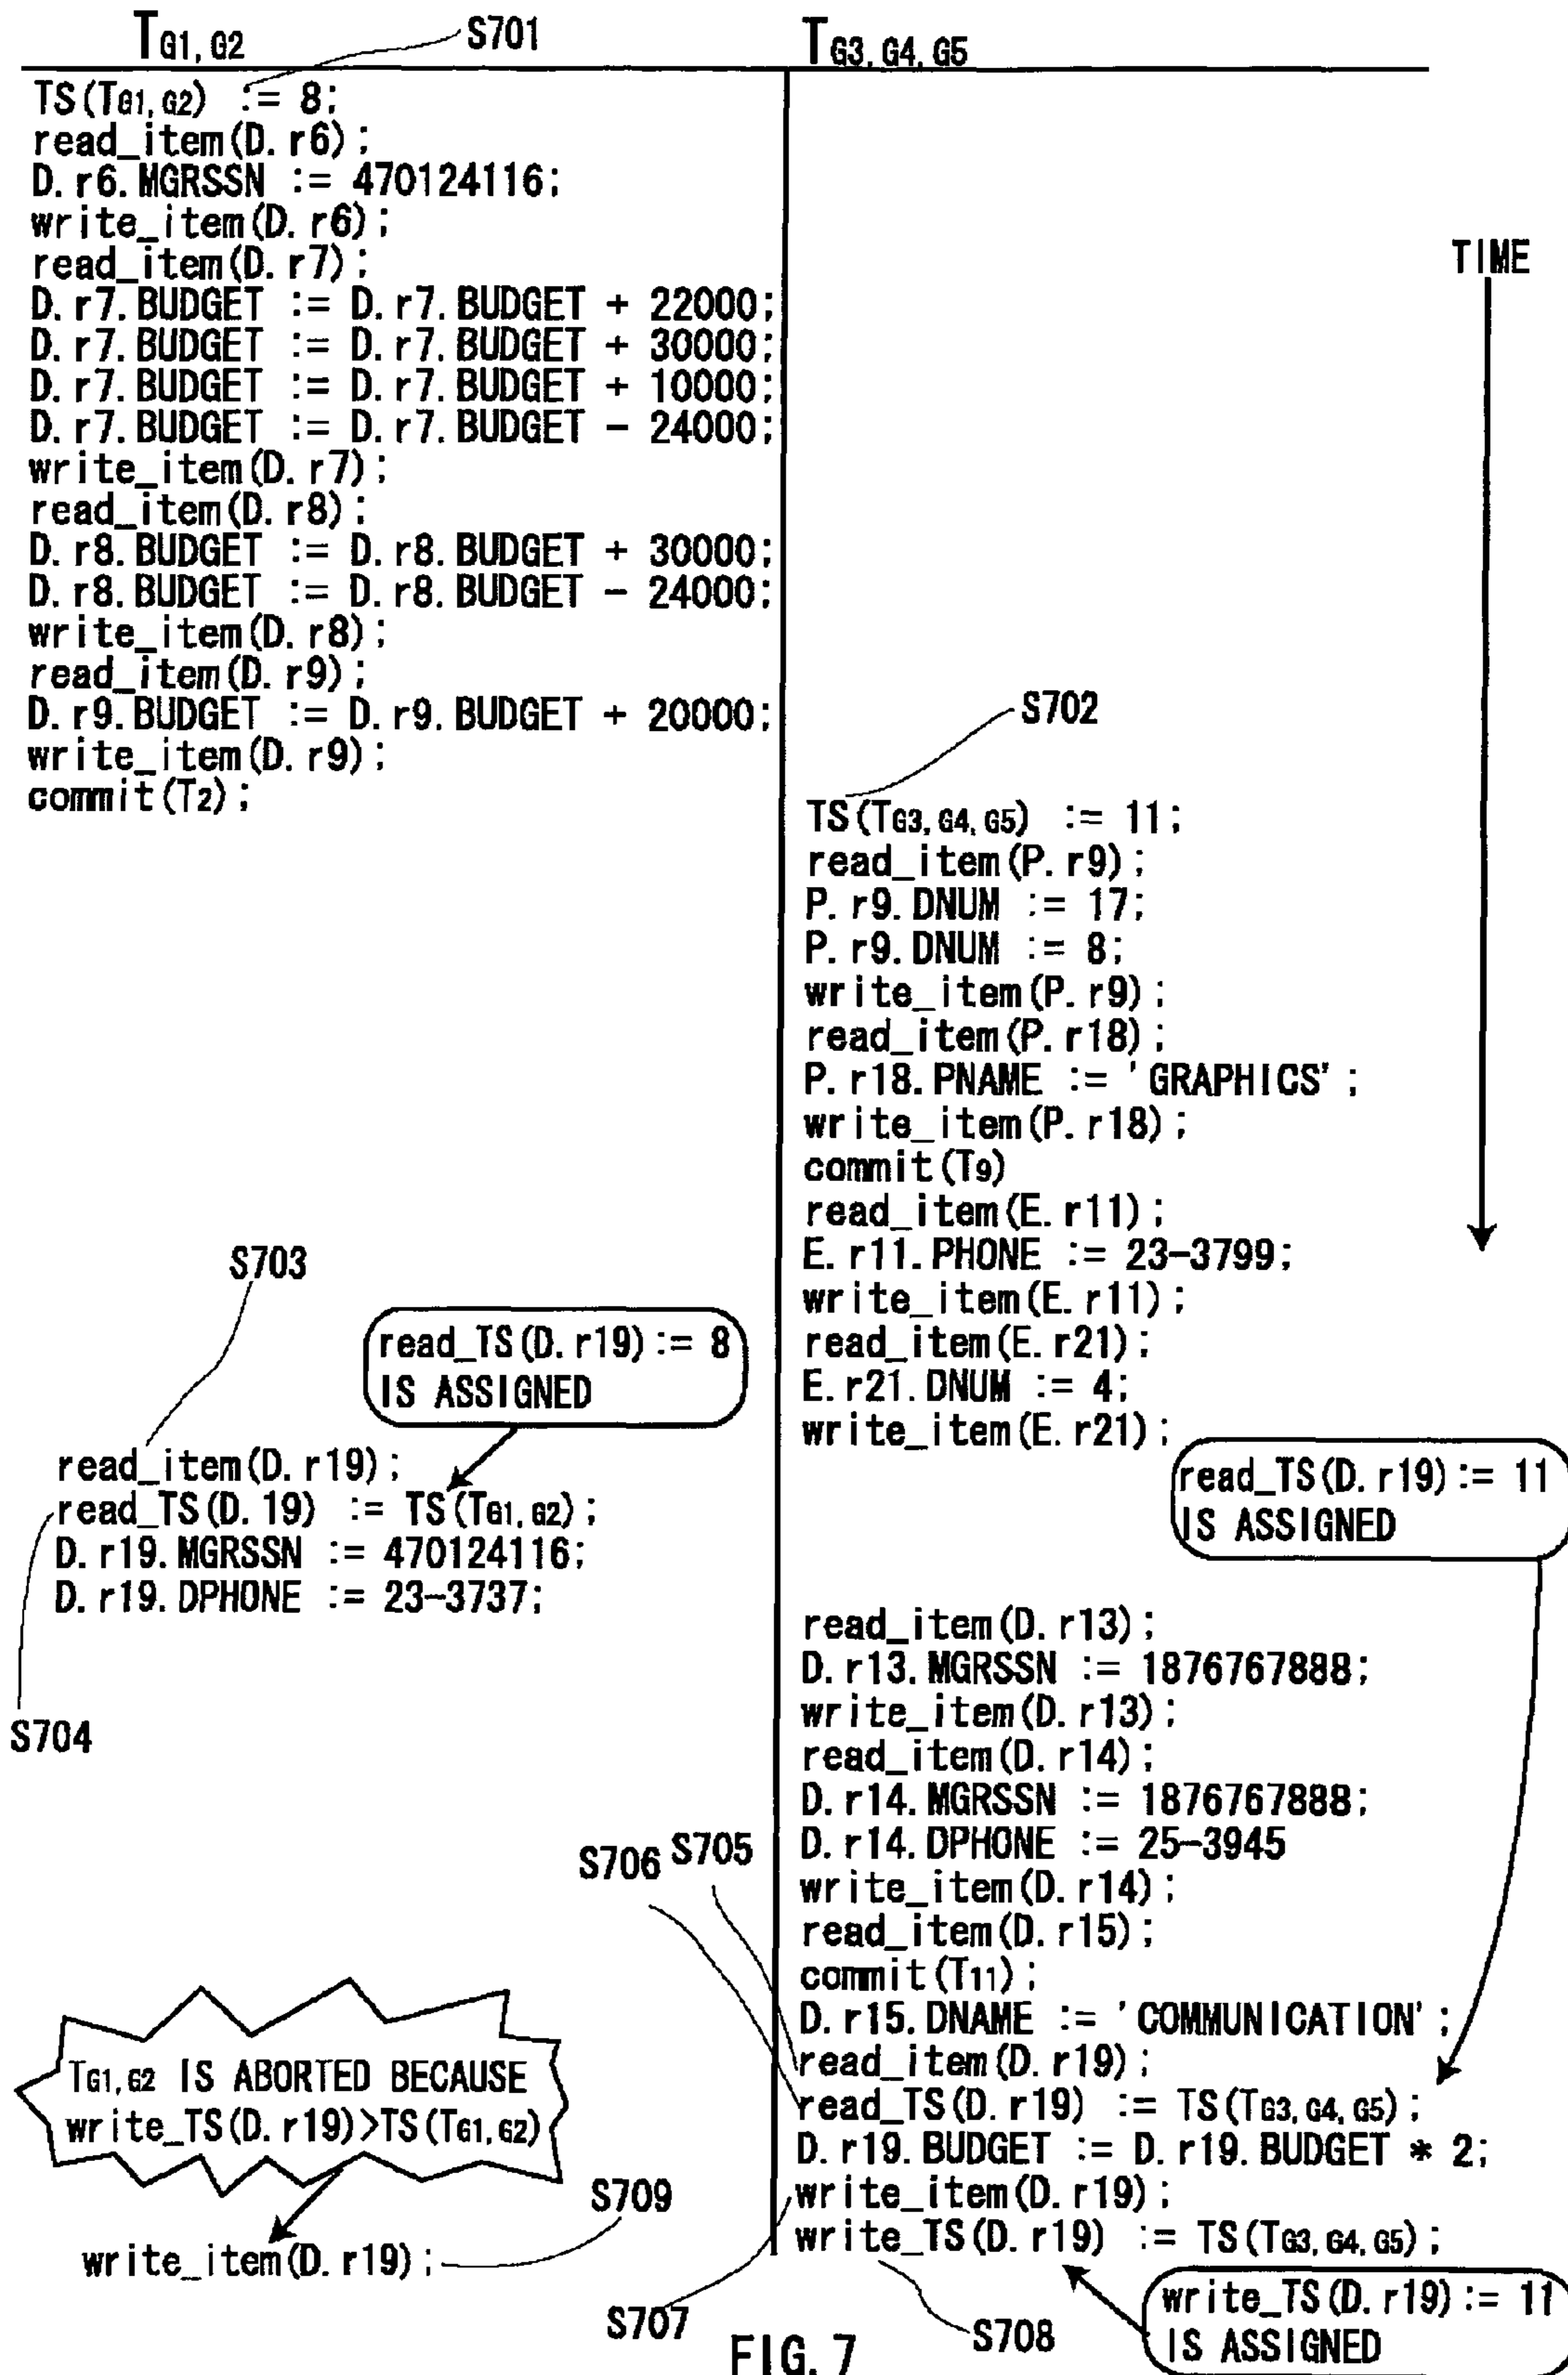 TG1, G2
S701
TG3, G4, G5
TS(TG1, G2) := 8;
read_item(D. r6);
D. r6. MGRSSN := 470124116;
write_item(D. r6);
read_item(D. r7);
D. r7. BUDGET := D. r7. BUDGET + 22000;
D. r7. BUDGET := D. r7. BUDGET + 30000;
D. r7. BUDGET := D. r7. BUDGET + 10000;
D. r7. BUDGET := D. r7. BUDGET - 24000;
write_item(D. r7);
read_item(D. r8);
D. r8. BUDGET := D. r8. BUDGET + 30000;
D. r8. BUDGET := D. r8. BUDGET - 24000;
write_item(D. r8);
read_item(D. r9);
D. r9. BUDGET := D. r9. BUDGET + 20000;
write_item(D. r9);
commit(T2);
TIME
S702
TS(TG3, G4, G5) := 11;
read_item(P. r9);
P. r9. DNUM := 17;
P. r9. DNUM := 8;
write_item(P. r9);
read_item(P. r18);
P. r18. PNAME := 'GRAPHICS';
write_item(P. r18);
commit(T9)
read_item(E. r11);
E. r11. PHONE := 23-3799;
write_item(E. r11);
read_item(E. r21);
E. r21. DNUM := 4;
write_item(E. r21);
S703
read_TS(D. r19) := 8
IS ASSIGNED
read_item(D. r19);
read_TS(D. 19) := TS(TG1, G2);
D. r19. MGRSSN := 470124116;
D. r19. DPHONE := 23-3737;
S704
read_TS(D. r19) := 11
IS ASSIGNED
read_item(D. r13);
D. r13. MGRSSN := 1876767888;
write_item(D. r13);
read_item(D. r14);
D. r14. MGRSSN := 1876767888;
D. r14. DPHONE := 25-3945
write_item(D. r14);
read_item(D. r15);
commit(T11);
D. r15. DNAME := 'COMMUNICATION';
read_item(D. r19);
read_TS(D. r19) := TS(TG3, G4, G5);
D. r19. BUDGET := D. r19. BUDGET * 2;
write_item(D. r19);
write_TS(D. r19) := TS(TG3, G4, G5);
S706
S705
TG1, G2 IS ABORTED BECAUSE
write_TS(D. r19)>TS(TG1, G2)
S709
write_item(D. r19);
S707
S708
write_TS(D. r19) := 11
IS ASSIGNED
FIG. 7